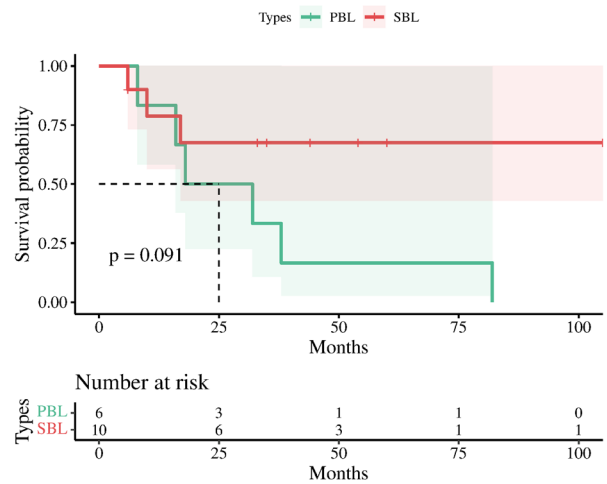 Types PBL SBL
1.00
0.75
0.50
0.25
0.00
Survival probability
p = 0.091
0 25 50 75 100
Months
Number at risk
Types
PBL 6 3 1 1 0
SBL 10 6 3 1 1
0 25 50 75 100
Months